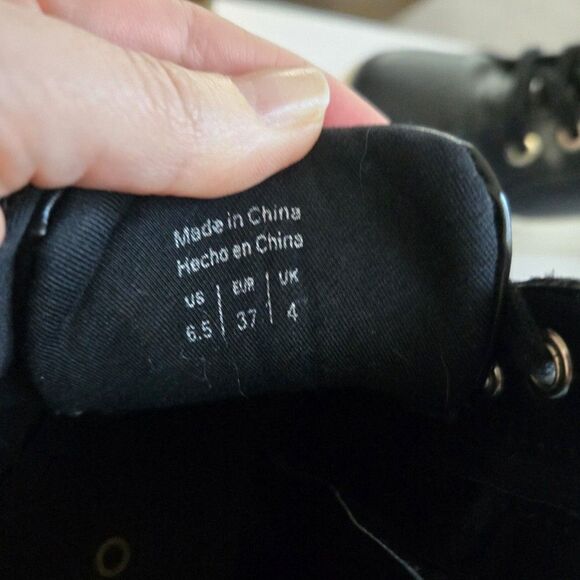 Made in China
Hecho en China
US | EUR | UK
6.5 | 37 | 4